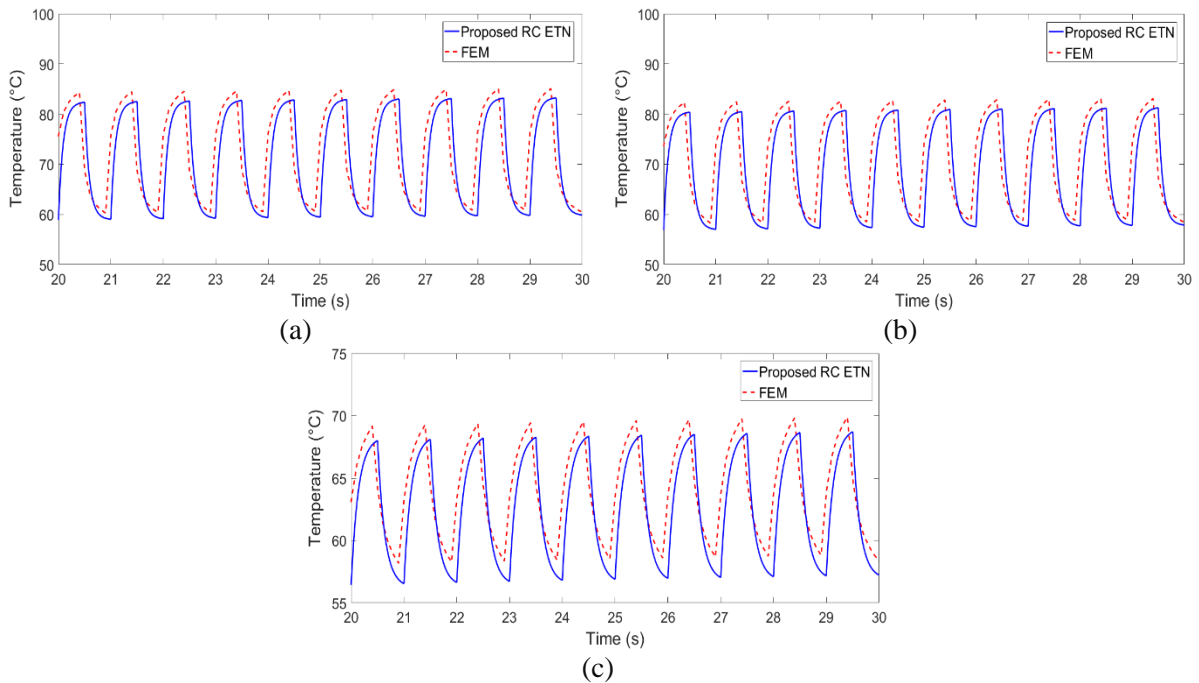 100
90
80
70
60
50
Temperature (°C)
Proposed RC ETN
FEM
20 21 22 23 24 25 26 27 28 29 30
Time (s)
(a)
100
90
80
70
60
50
Temperature (°C)
Proposed RC ETN
FEM
20 21 22 23 24 25 26 27 28 29 30
Time (s)
(b)
75
70
65
60
55
Temperature (°C)
Proposed RC ETN
FEM
20 21 22 23 24 25 26 27 28 29 30
Time (s)
(c)